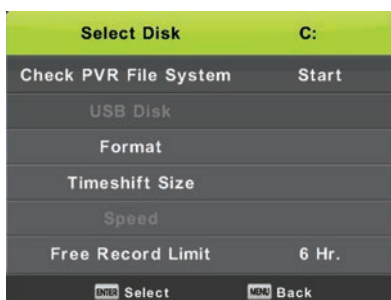 Select Disk C:
Check PVR File System Start
USB Disk
Format
Timeshift Size
Speed
Free Record Limit 6 Hr.
ENTER Select MENU Back